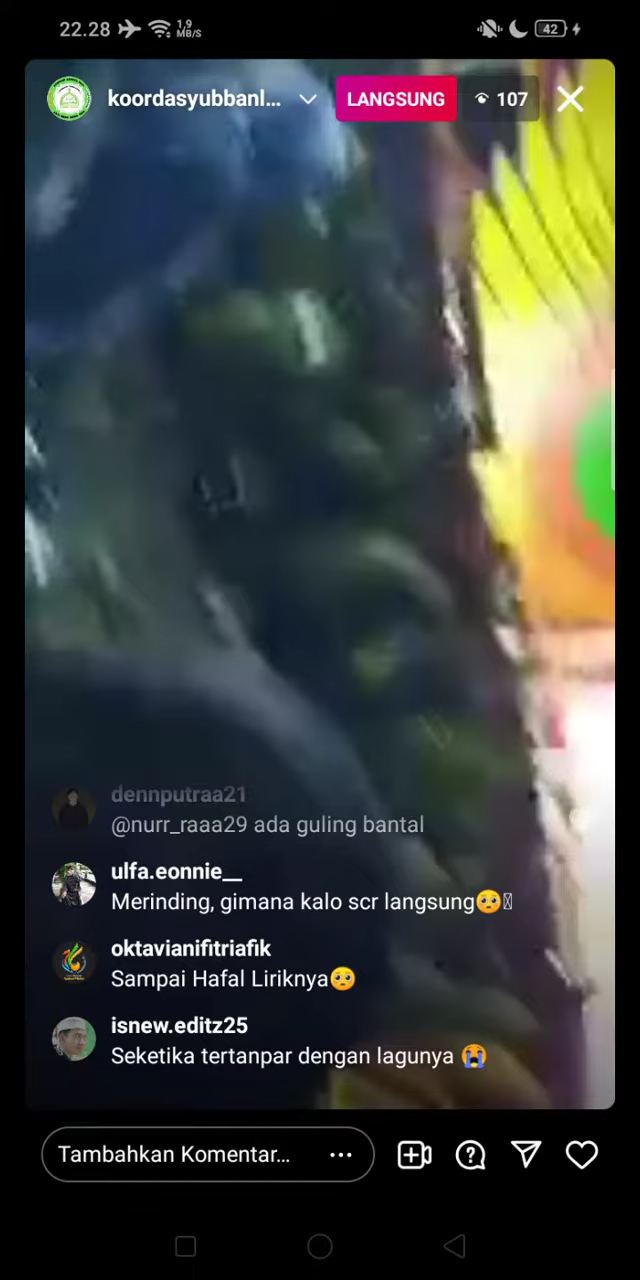 22.28 1,9 MB/S 42
koordasyubbanl... LANGSUNG 107
dennputraa21
@nurr_raaa29 ada guling bantal
ulfa.eonnie__
Merinding, gimana kalo scr langsung🥺
oktavianifitriafik
Sampai Hafal Liriknya🥺
isnew.editz25
Seketika tertanpar dengan lagunya 😭
Tambahkan Komentar...